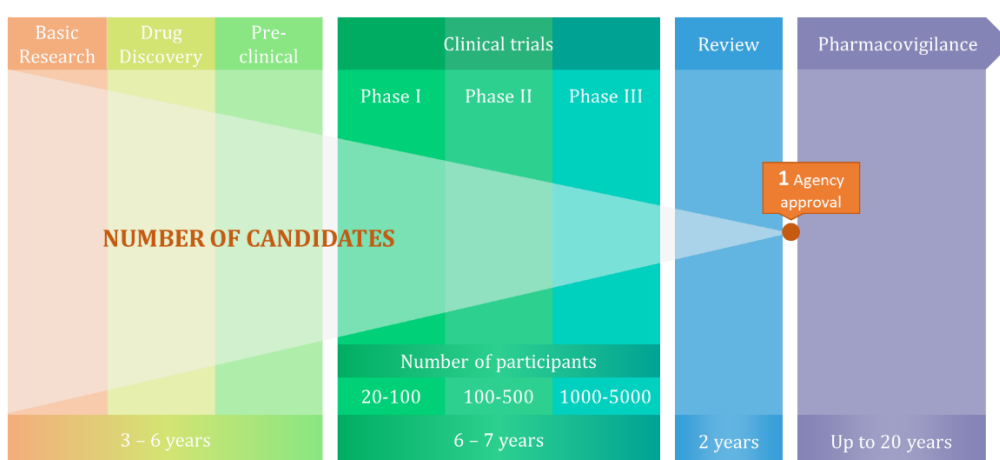 Basic
Research
Drug
Discovery
Pre-
clinical
Clinical trials
Review
Pharmacovigilance
Phase I
Phase II
Phase III
1 Agency
approval
NUMBER OF CANDIDATES
Number of participants
20-100
100-500
1000-5000
3 – 6 years
6 – 7 years
2 years
Up to 20 years